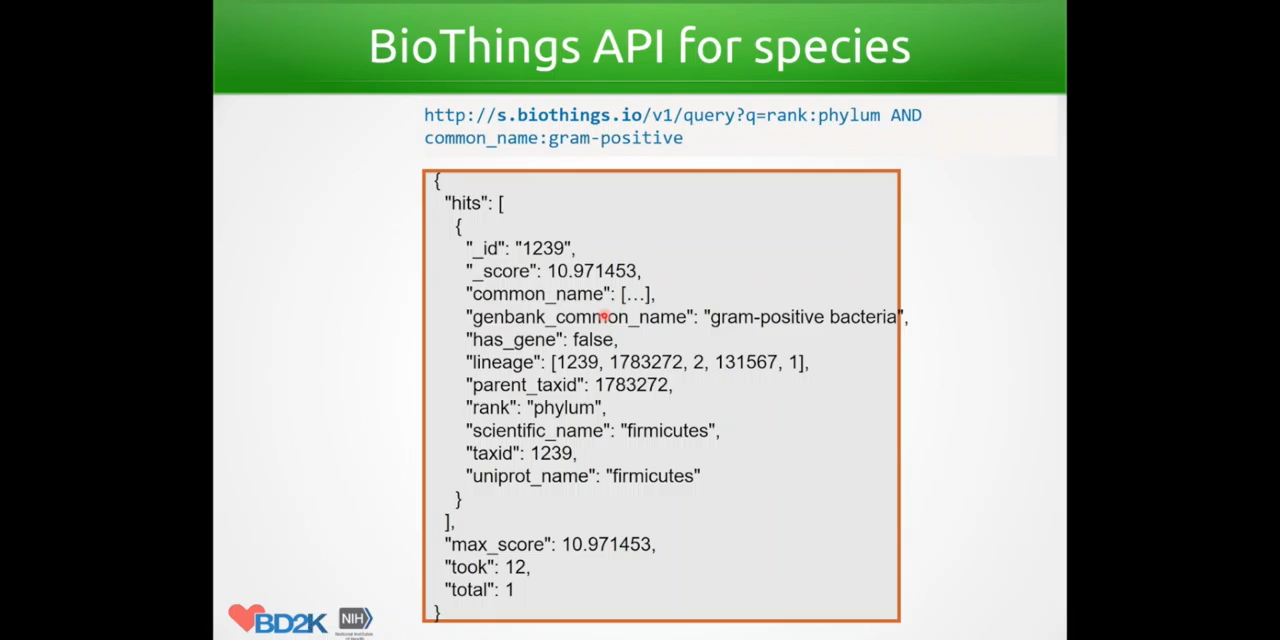 BioThings API for species
http://s.biothings.io/v1/query?q=rank:phylum AND
common_name:gram-positive
{
"hits": [
{
"_id": "1239",
"_score": 10.971453,
"common_name": […],
"genbank_common_name": "gram-positive bacteria",
"has_gene": false,
"lineage": [1239, 1783272, 2, 131567, 1],
"parent_taxid": 1783272,
"rank": "phylum",
"scientific_name": "firmicutes",
"taxid": 1239,
"uniprot_name": "firmicutes"
}
],
"max_score": 10.971453,
"took": 12,
"total": 1
}
BD2K
NIH